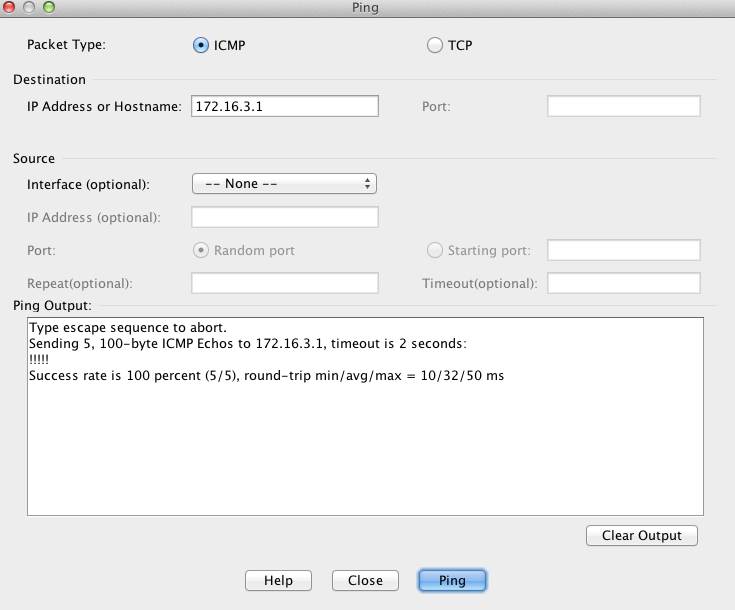 Ping
Packet Type: ICMP TCP
Destination
IP Address or Hostname: 172.16.3.1 Port:
Source
Interface (optional): -- None --
IP Address (optional):
Port: Random port Starting port:
Repeat(optional): Timeout(optional):
Ping Output:
Type escape sequence to abort.
Sending 5, 100-byte ICMP Echos to 172.16.3.1, timeout is 2 seconds:
!!!!!
Success rate is 100 percent (5/5), round-trip min/avg/max = 10/32/50 ms
Clear Output
Help Close Ping